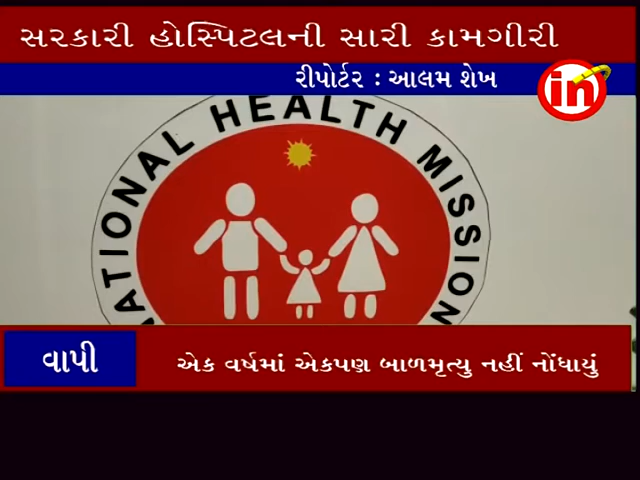 સરકારી હોસ્પિટલની સારી કામગીરી
રીપોર્ટર : આલમ શેખ
in
NATIONAL HEALTH MISSION
વાપી
એક વર્ષમાં એકપણ બાળમૃત્યુ નહીં નોંધાયું